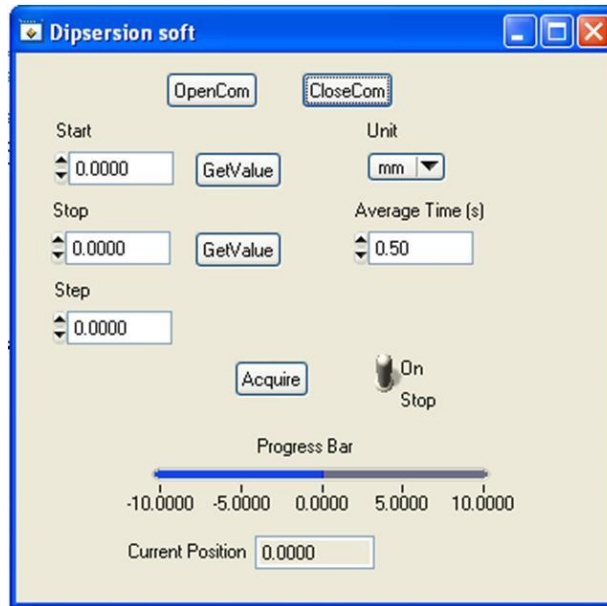 Dipsersion soft
OpenCom CloseCom
Start Unit
0.0000 GetValue mm
Stop Average Time (s)
0.0000 GetValue 0.50
Step
0.0000
Acquire On
Stop
Progress Bar
-10.0000 -5.0000 0.0000 5.0000 10.0000
Current Position 0.0000